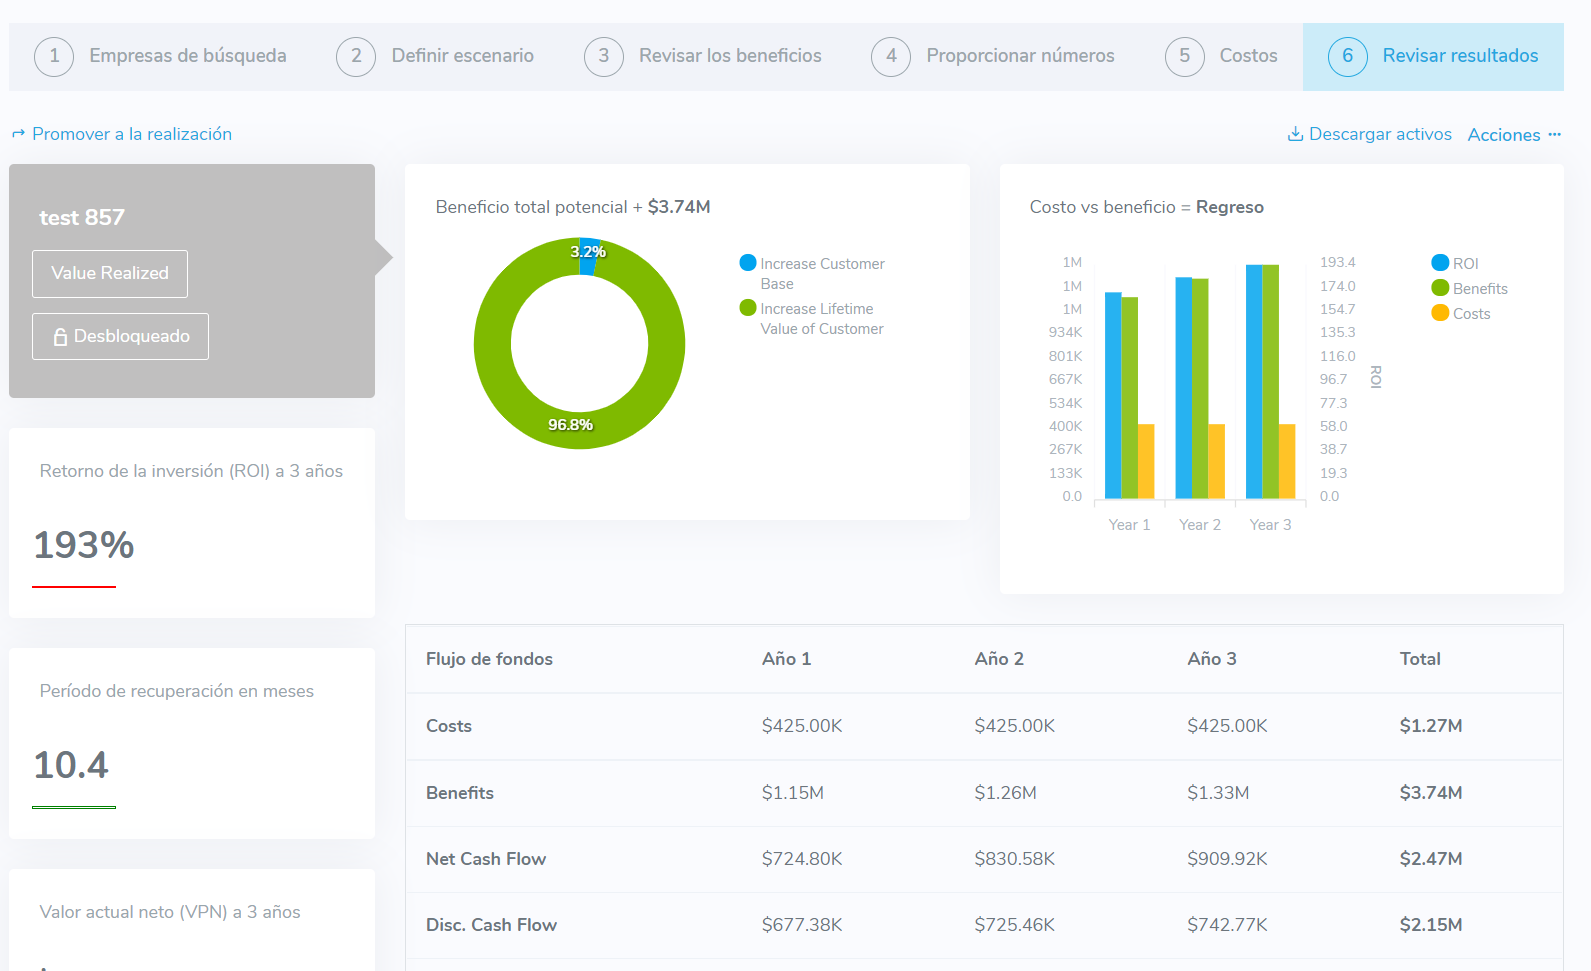 1 Empresas de búsqueda
2 Definir escenario
3 Revisar los beneficios
4 Proporcionar números
5 Costos
6 Revisar resultados
Promover a la realización
Descargar activos
Acciones ···
test 857
Value Realized
Desbloqueado
Retorno de la inversión (ROI) a 3 años
193%
Período de recuperación en meses
10.4
Valor actual neto (VPN) a 3 años
Beneficio total potencial + $3.74M
3.2%
96.8%
Increase Customer
Base
Increase Lifetime
Value of Customer
Costo vs beneficio = Regreso
1M
1M
1M
934K
801K
667K
534K
400K
267K
133K
0.0
193.4
174.0
154.7
135.3
116.0
96.7
77.3
58.0
38.7
19.3
0.0
ROI
Year 1 Year 2 Year 3
ROI
Benefits
Costs
Flujo de fondos Año 1 Año 2 Año 3 Total
Costs $425.00K $425.00K $425.00K $1.27M
Benefits $1.15M $1.26M $1.33M $3.74M
Net Cash Flow $724.80K $830.58K $909.92K $2.47M
Disc. Cash Flow $677.38K $725.46K $742.77K $2.15M